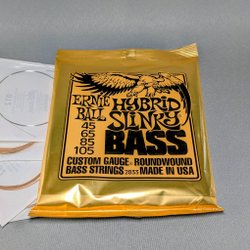 ERNIE BALL
HYBRID SLINKY
BASS
45
65
85
105
CUSTOM GAUGE · ROUNDWOUND
BASS STRINGS 2833 MADE IN USA